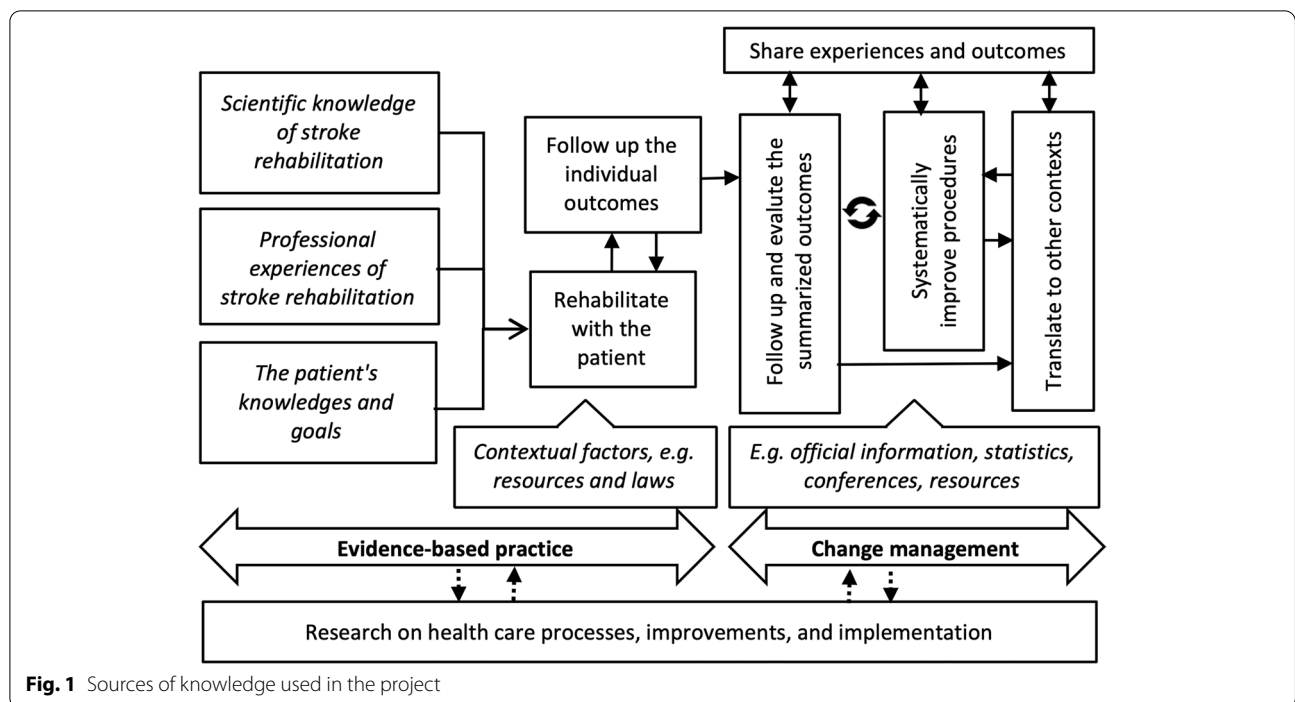 Share experiences and outcomes
Scientific knowledge
of stroke
rehabilitation
Professional
experiences of
stroke rehabilitation
The patient's
knowledges and
goals
Follow up the
individual
outcomes
Rehabilitate
with the
patient
Follow up and evalute the
summarized outcomes
Systematically
improve procedures
Translate to other contexts
Contextual factors, e.g.
resources and laws
E.g. official information, statistics,
conferences, resources
Evidence-based practice
Change management
Research on health care processes, improvements, and implementation
Fig. 1 Sources of knowledge used in the project